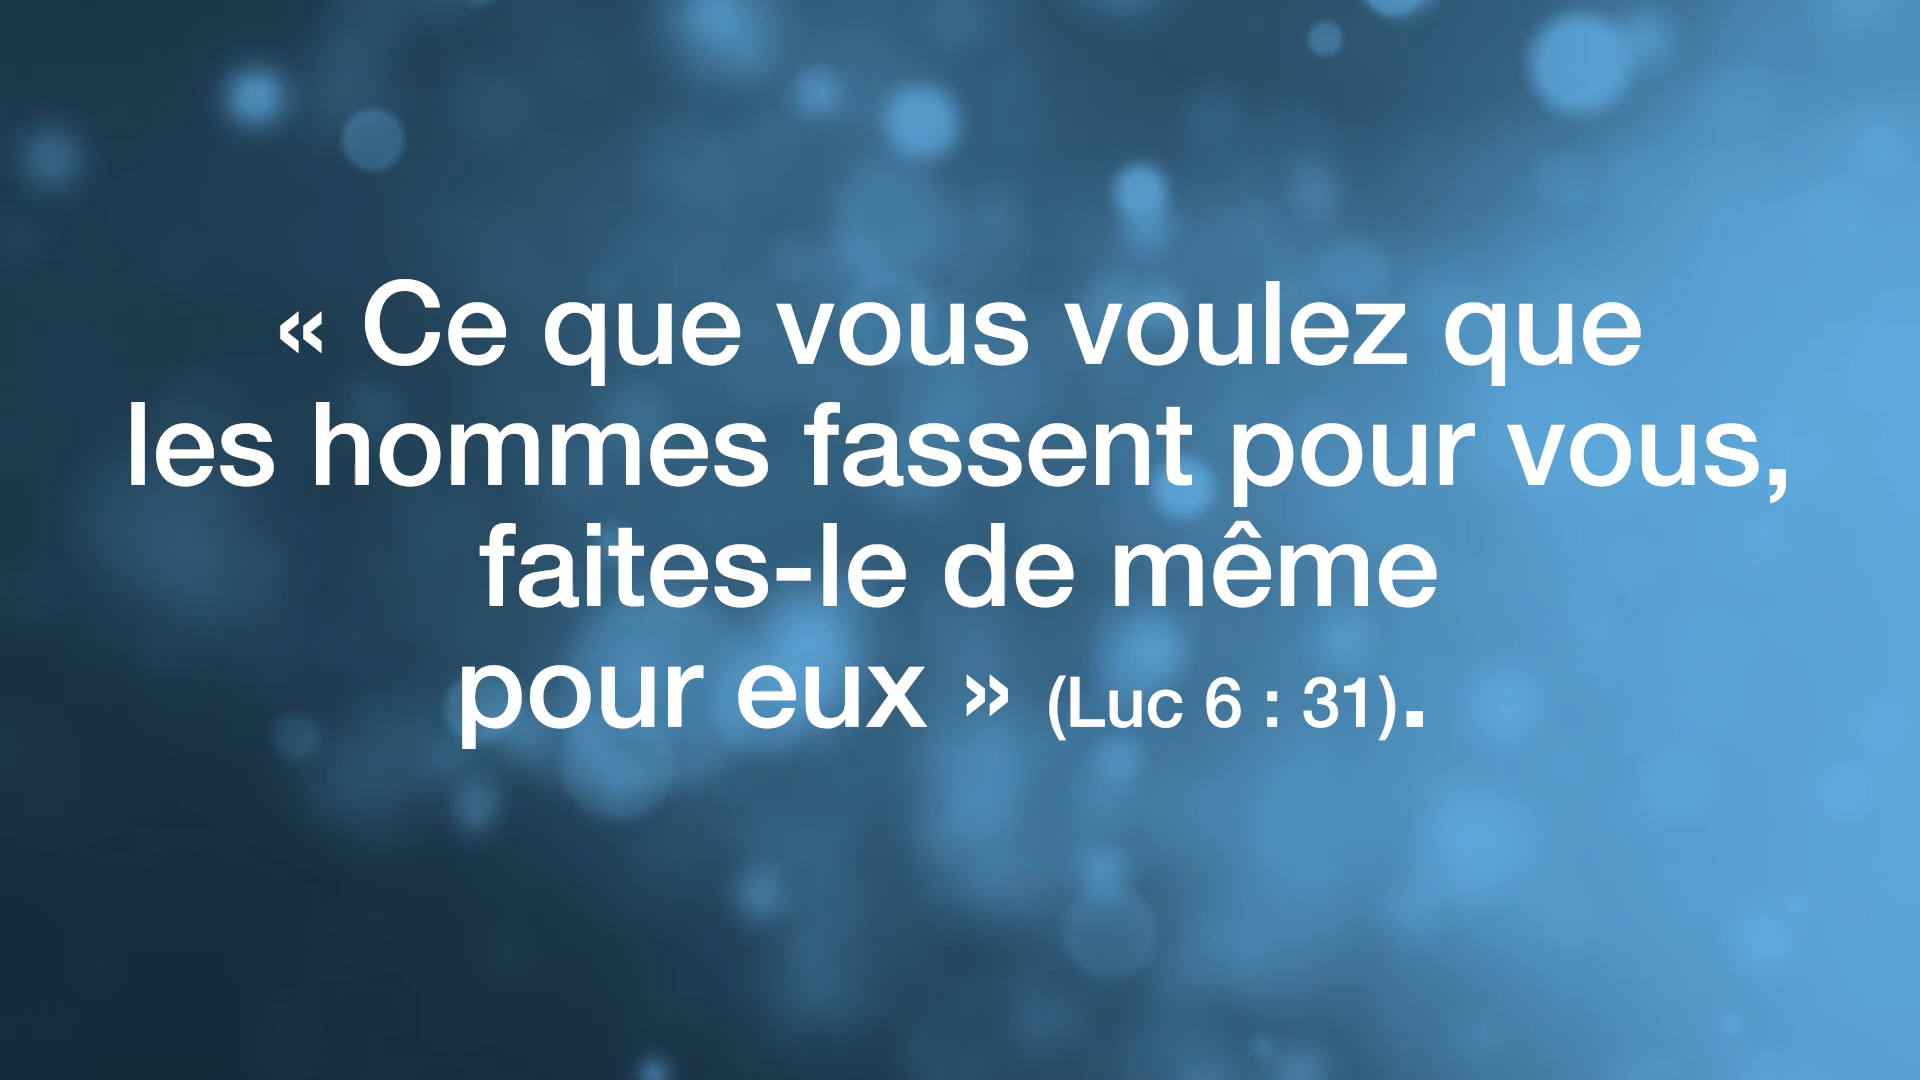 « Ce que vous voulez que
les hommes fassent pour vous,
faites-le de même
pour eux » (Luc 6 : 31).